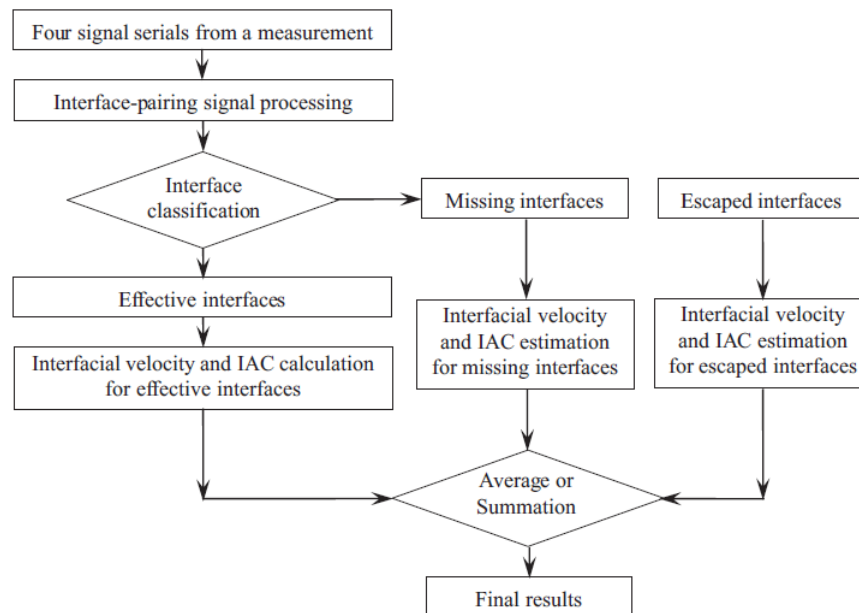 Four signal serials from a measurement
Interface-pairing signal processing
Interface
classification
Missing interfaces
Escaped interfaces
Effective interfaces
Interfacial velocity and IAC calculation
for effective interfaces
Interfacial velocity
and IAC estimation
for missing interfaces
Interfacial velocity
and IAC estimation
for escaped interfaces
Average or
Summation
Final results